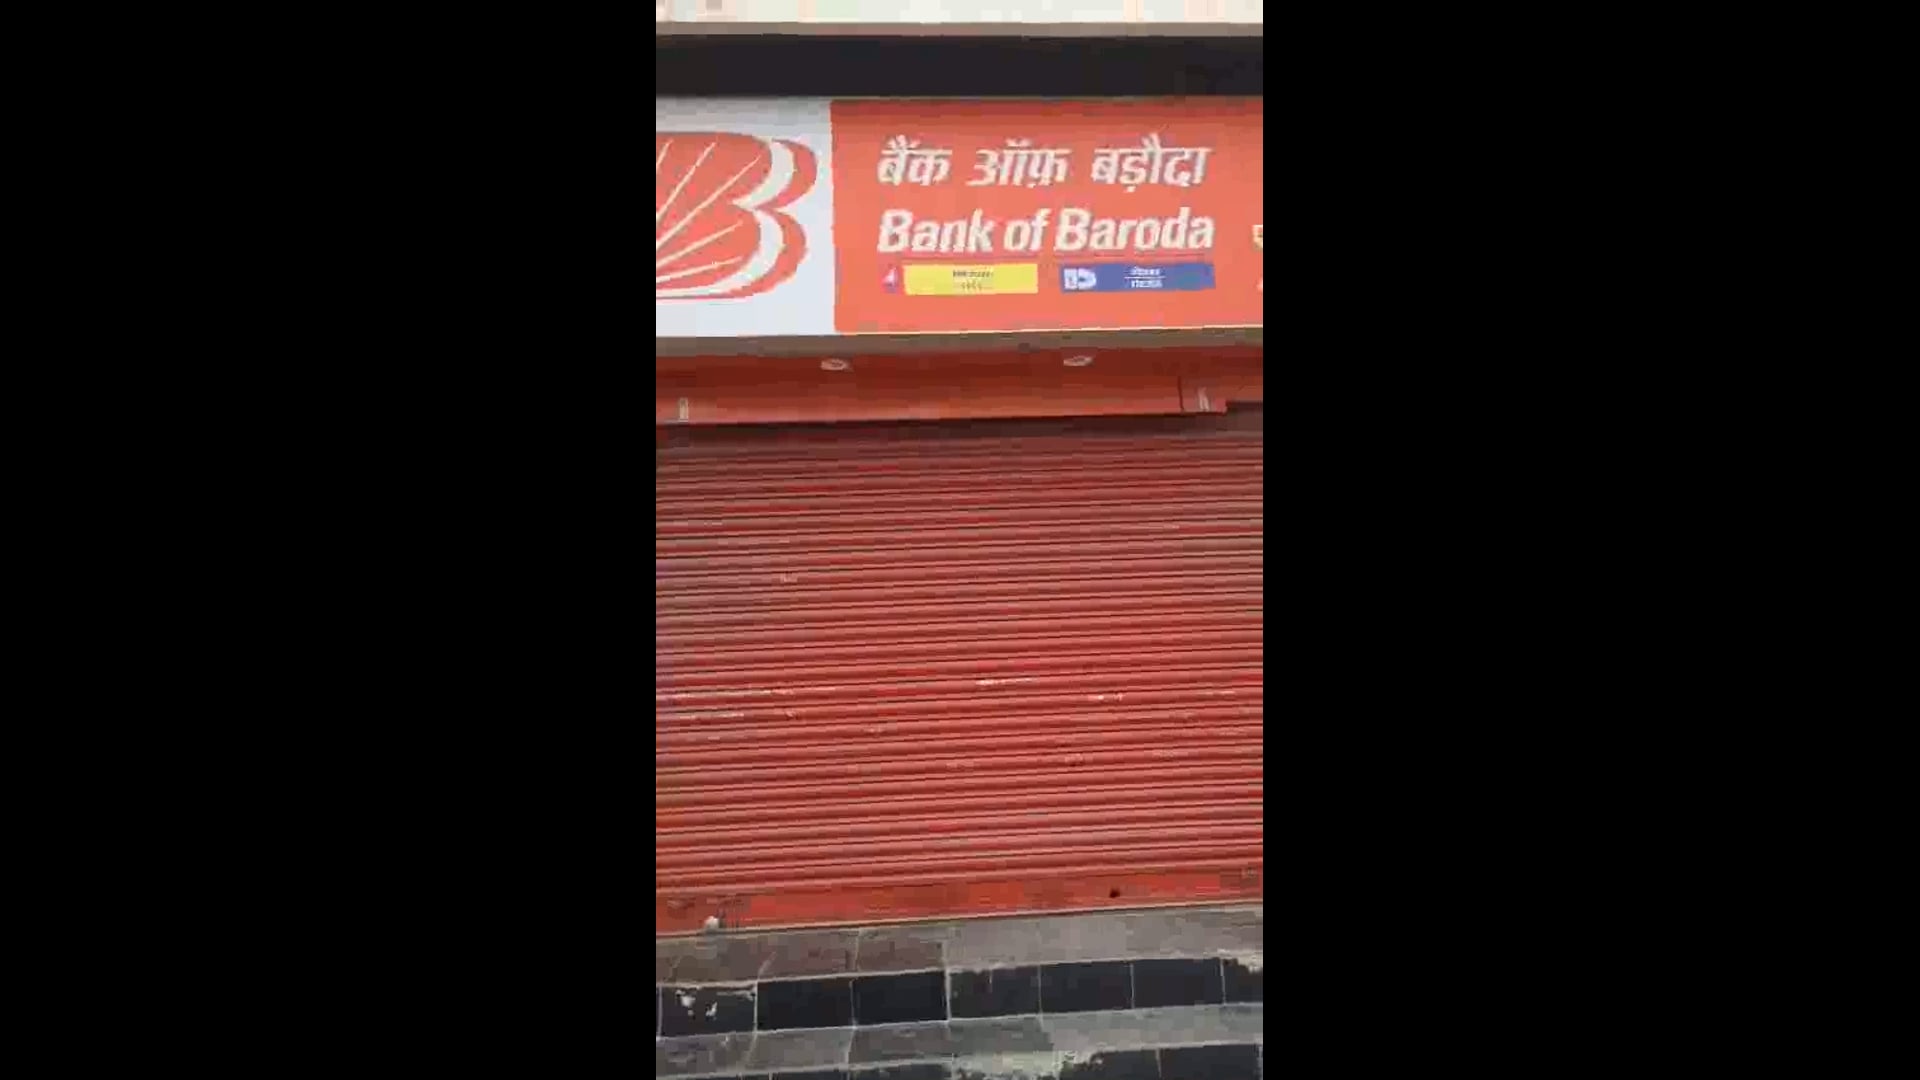 बैंक ऑफ़ बड़ौदा
Bank of Baroda